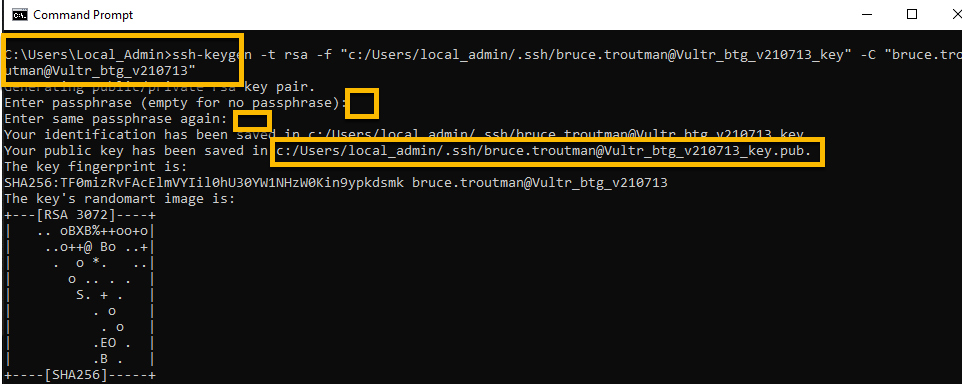 Command Prompt
C:\Users\Local_Admin>ssh-keygen -t rsa -f "c:/Users/local_admin/.ssh/bruce.troutman@Vultr_btg_v210713_key" -C "bruce.tro
utman@Vultr_btg_v210713"
Generating public/private rsa key pair.
Enter passphrase (empty for no passphrase):
Enter same passphrase again:
Your identification has been saved in c:/Users/local_admin/.ssh/bruce.troutman@Vultr_btg_v210713_key.
Your public key has been saved in c:/Users/local_admin/.ssh/bruce.troutman@Vultr_btg_v210713_key.pub.
The key fingerprint is:
SHA256:TF0mizRvFAcElmVYIil0hU30YW1NHzW0Kin9ypkdsmk bruce.troutman@Vultr_btg_v210713
The key's randomart image is:
+---[RSA 3072]----+
|   .. oBXB%++oo+o|
|    ..o++@ Bo ..+|
|     .  o *.   ..|
|       o .. . .  |
|        S. + .   |
|          . o    |
|           . o   |
|          .EO .  |
|          .B .   |
+----[SHA256]-----+